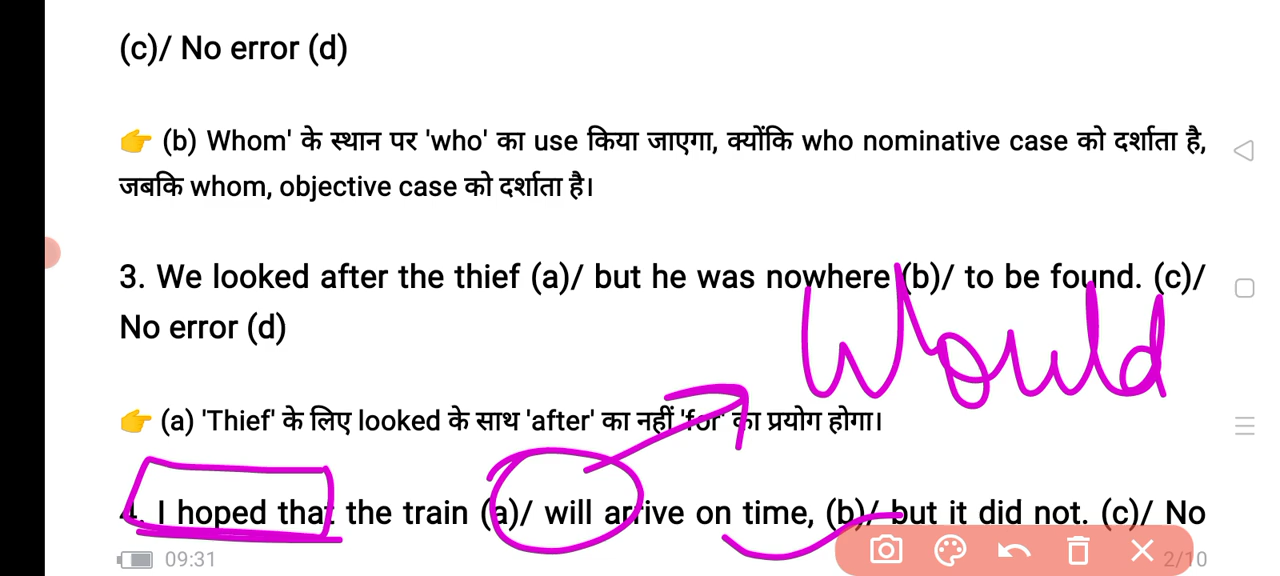 (c)/ No error (d)
👉 (b) Whom' के स्थान पर 'who' का use किया जाएगा, क्योंकि who nominative case को दर्शाता है,
जबकि whom, objective case को दर्शाता है।
3. We looked after the thief (a)/ but he was nowhere (b)/ to be found. (c)/
No error (d)
Would
👉 (a) 'Thief' के लिए looked के साथ 'after' का नहीं 'for' का प्रयोग होगा।
4. I hoped that the train (a)/ will arrive on time, (b)/ but it did not. (c)/ No
09:31
2/10